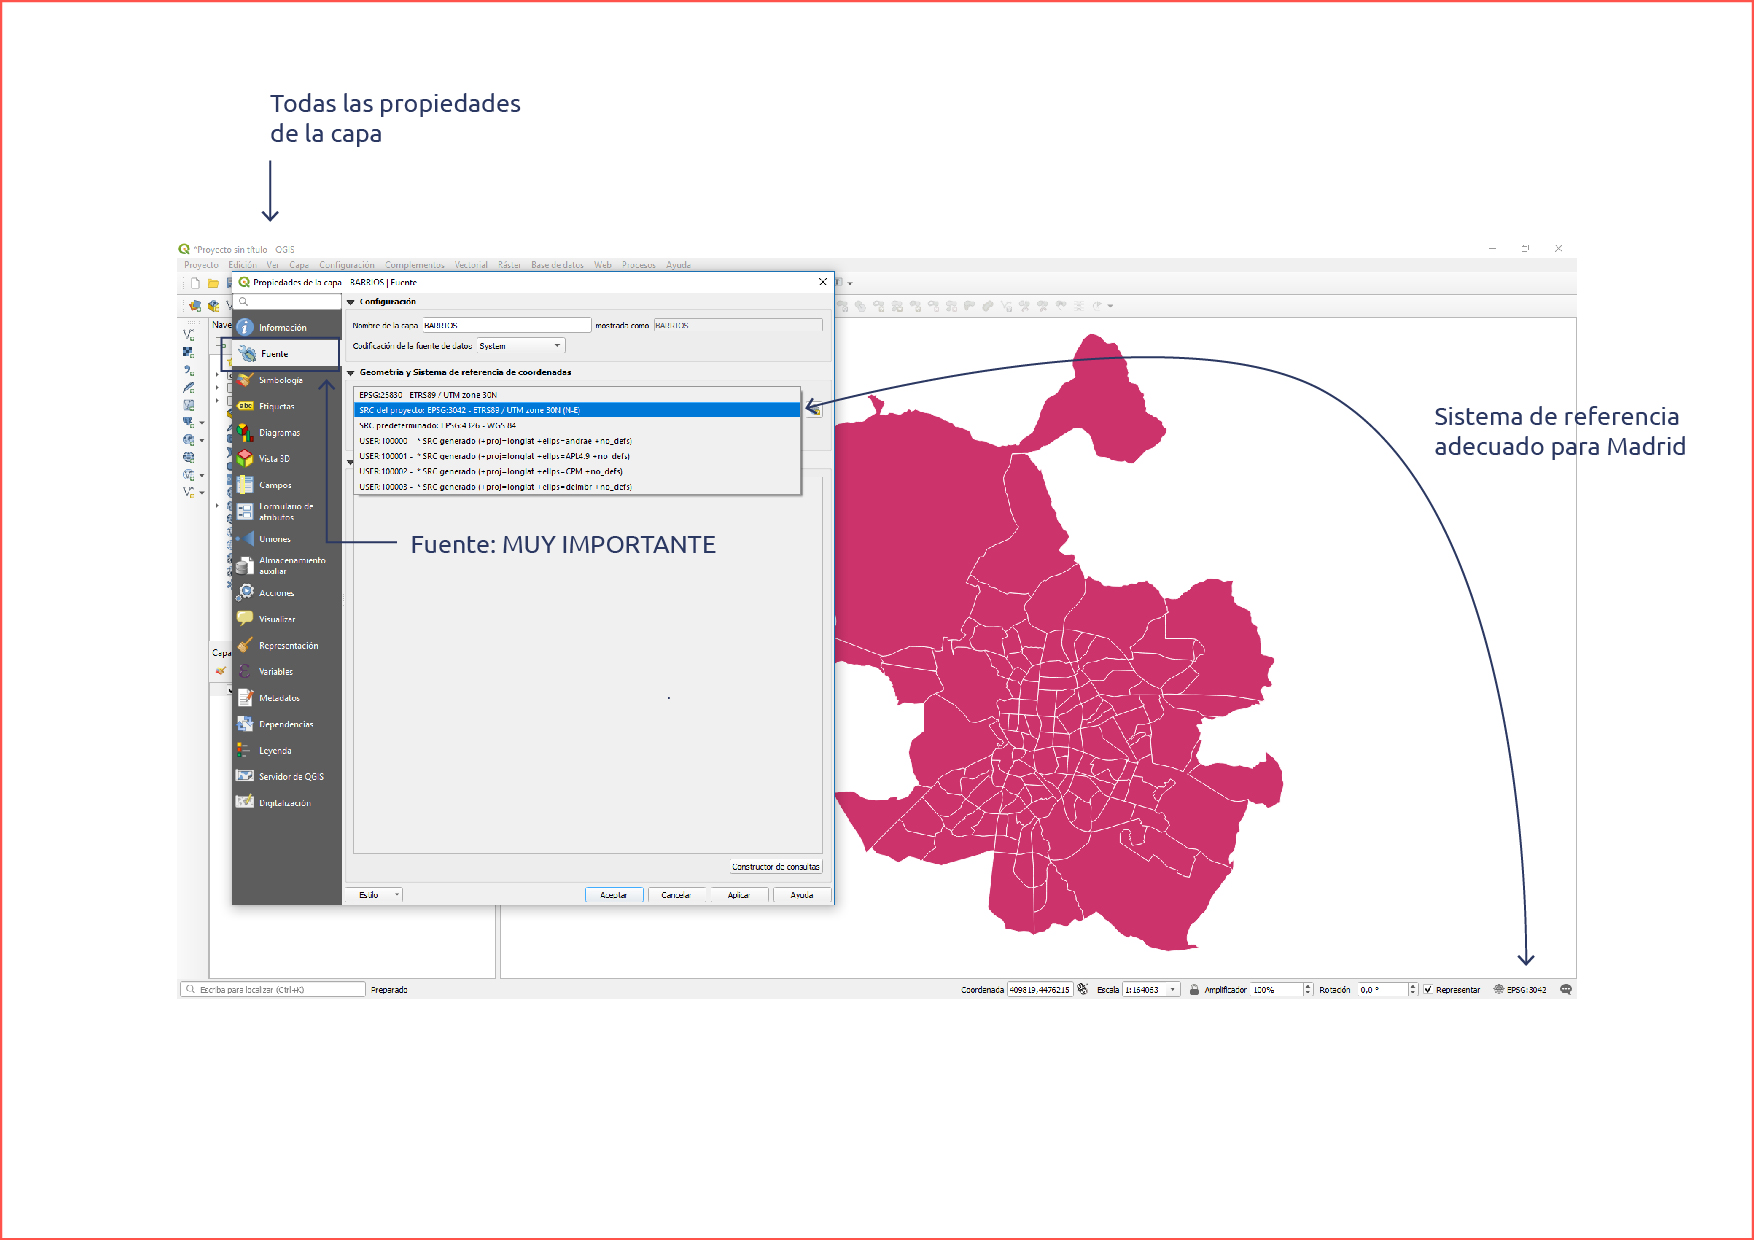 Todas las propiedades
de la capa
*Proyecto sin título - QGIS
Proyecto Edición Ver Capa Configuración Complementos Vectorial Ráster Base de datos Web Procesos Ayuda
Propiedades de la capa - BARRIOS | Fuente
Configuración
Nombre de la capa BARRIOS mostrado como BARRIOS
Codificación de la fuente de datos System
Geometría y Sistema de referencia de coordenadas
EPSG:25830 - ETRS89 / UTM zone 30N
SRC del proyecto: EPSG:3042 - ETRS89 / UTM zone 30N (N-E)
SRC predeterminado: EPSG:4326 - WGS 84
USER:100000 - * SRC generado (+proj=longlat +ellps=andrae +no_defs)
USER:100001 - * SRC generado (+proj=longlat +ellps=APL4.9 +no_defs)
USER:100002 - * SRC generado (+proj=longlat +ellps=CPM +no_defs)
USER:100003 - * SRC generado (+proj=longlat +ellps=delmbr +no_defs)
Nave
Información
Fuente
Simbología
abc Etiquetas
Diagramas
Vista 3D
Campos
Formulario de
atributos
Uniones
Almacenamiento
auxiliar
Acciones
Visualizar
Representación
Variables
Metadatos
Dependencias
Leyenda
Servidor de QGIS
Digitalización
Capa
Fuente: MUY IMPORTANTE
Sistema de referencia
adecuado para Madrid
Constructor de consultas
Estilo Aceptar Cancelar Aplicar Ayuda
Escriba para localizar (Ctrl+K) Preparado
Coordenada 409819,4476215 Escala 1:164063 Amplificador 100% Rotación 0,0 ° Representar EPSG:3042